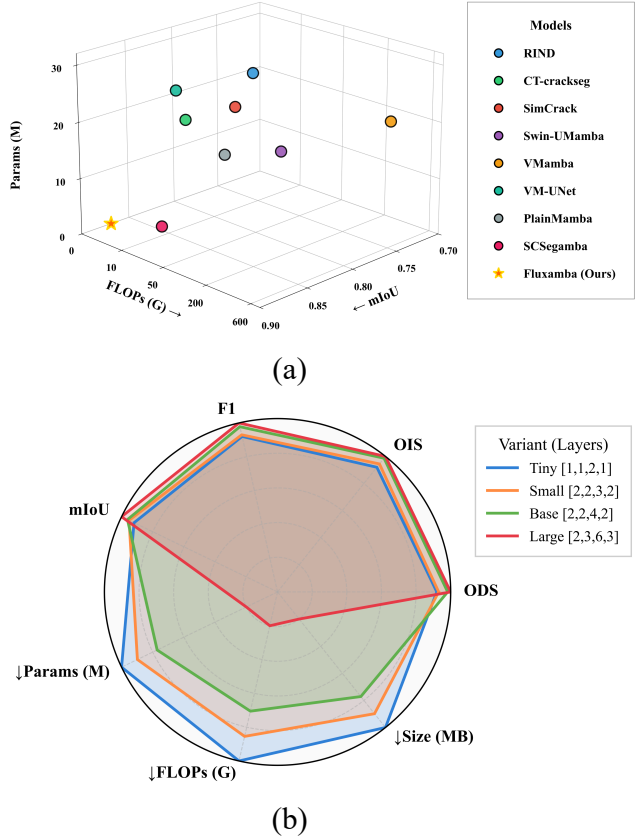 Params (M)
30
20
10
0
0
10
50
200
600
FLOPs (G) →
0.90
0.85
0.80
0.75
0.70
← mIoU
Models
RIND
CT-crackseg
SimCrack
Swin-UMamba
VMamba
VM-UNet
PlainMamba
SCSegamba
Fluxamba (Ours)
(a)
F1
OIS
mIoU
ODS
↓Params (M)
↓Size (MB)
↓FLOPs (G)
Variant (Layers)
Tiny [1,1,2,1]
Small [2,2,3,2]
Base [2,2,4,2]
Large [2,3,6,3]
(b)